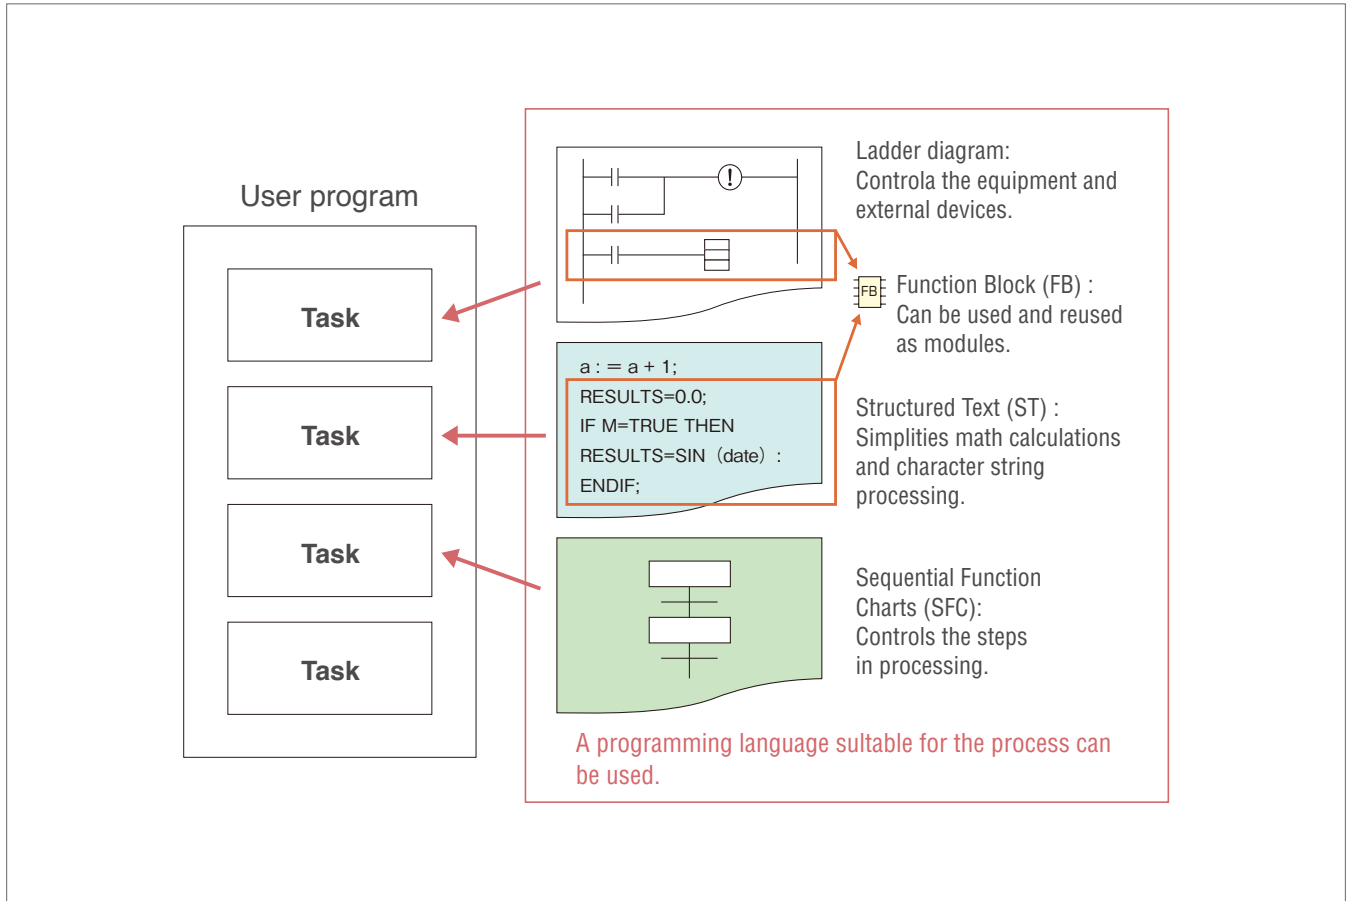 User program
Task
Task
Task
Task
Ladder diagram:
Controla the equipment and
external devices.
!
FB
Function Block (FB) :
Can be used and reused
as modules.
a : = a + 1;
RESULTS=0.0;
IF M=TRUE THEN
RESULTS=SIN（date）:
ENDIF;
Structured Text (ST) :
Simplities math calculations
and character string
processing.
Sequential Function
Charts (SFC):
Controls the steps
in processing.
A programming language sultable for the process can
be used.